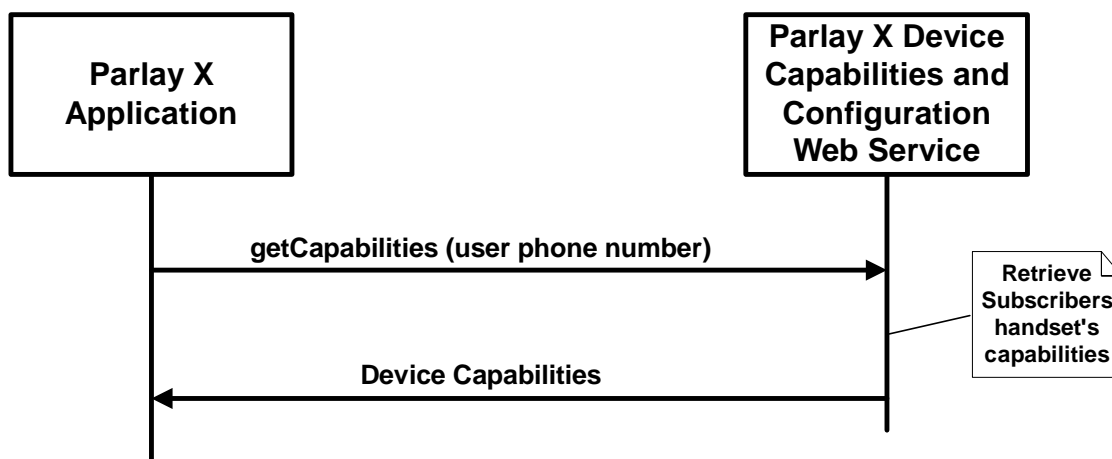 Parlay X
Application
Parlay X Device
Capabilities and
Configuration
Web Service
getCapabilities (user phone number)
Retrieve
Subscribers
handset's
capabilities
Device Capabilities